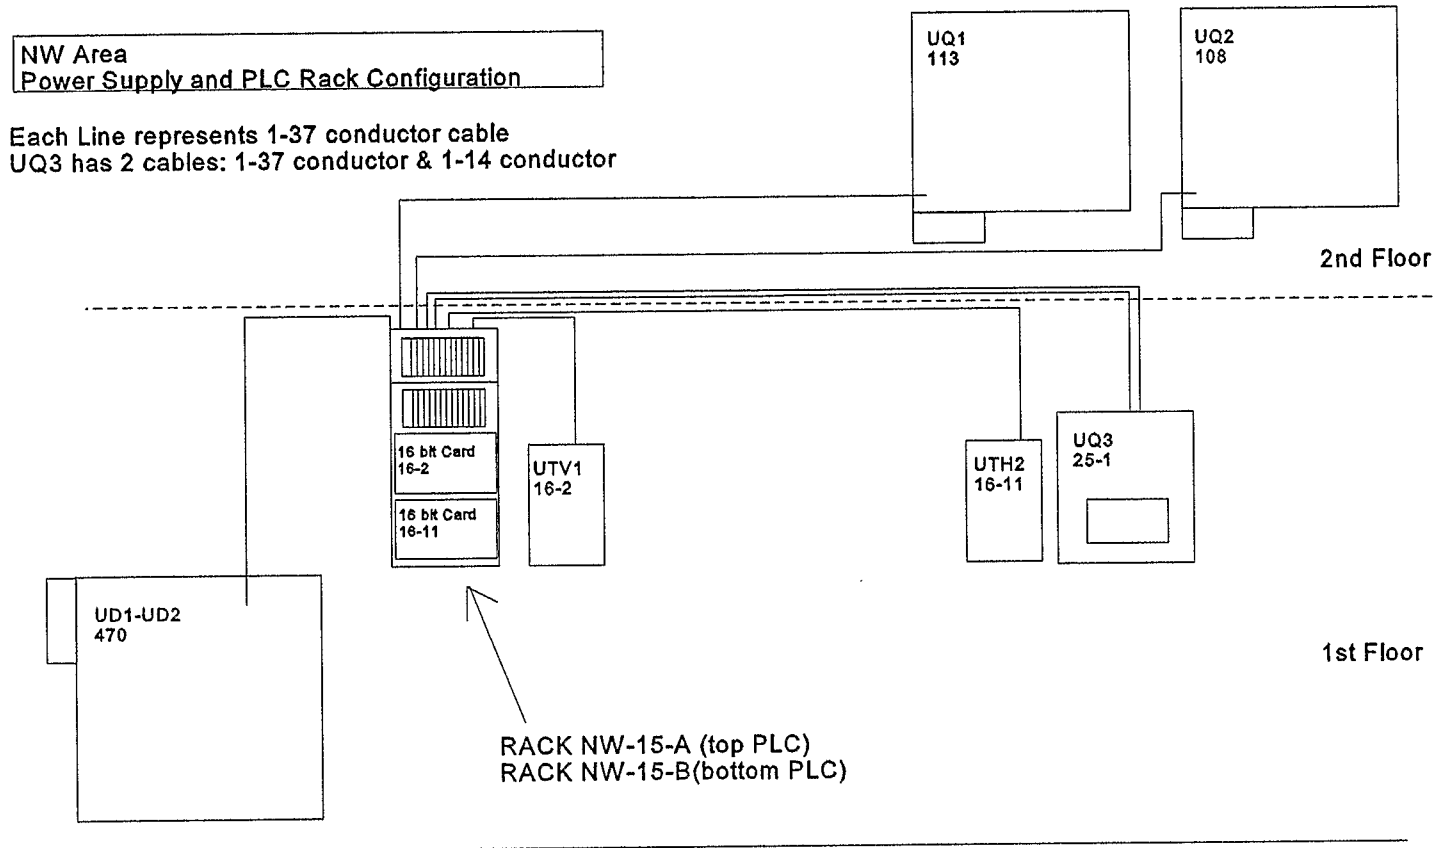 NW Area
Power Supply and PLC Rack Configuration
Each Line represents 1-37 conductor cable
UQ3 has 2 cables: 1-37 conductor & 1-14 conductor
UQ1
113
UQ2
108
2nd Floor
16 bit Card
16-2
16 bit Card
16-11
UTV1
16-2
UTH2
16-11
UQ3
25-1
UD1-UD2
470
1st Floor
RACK NW-15-A (top PLC)
RACK NW-15-B(bottom PLC)